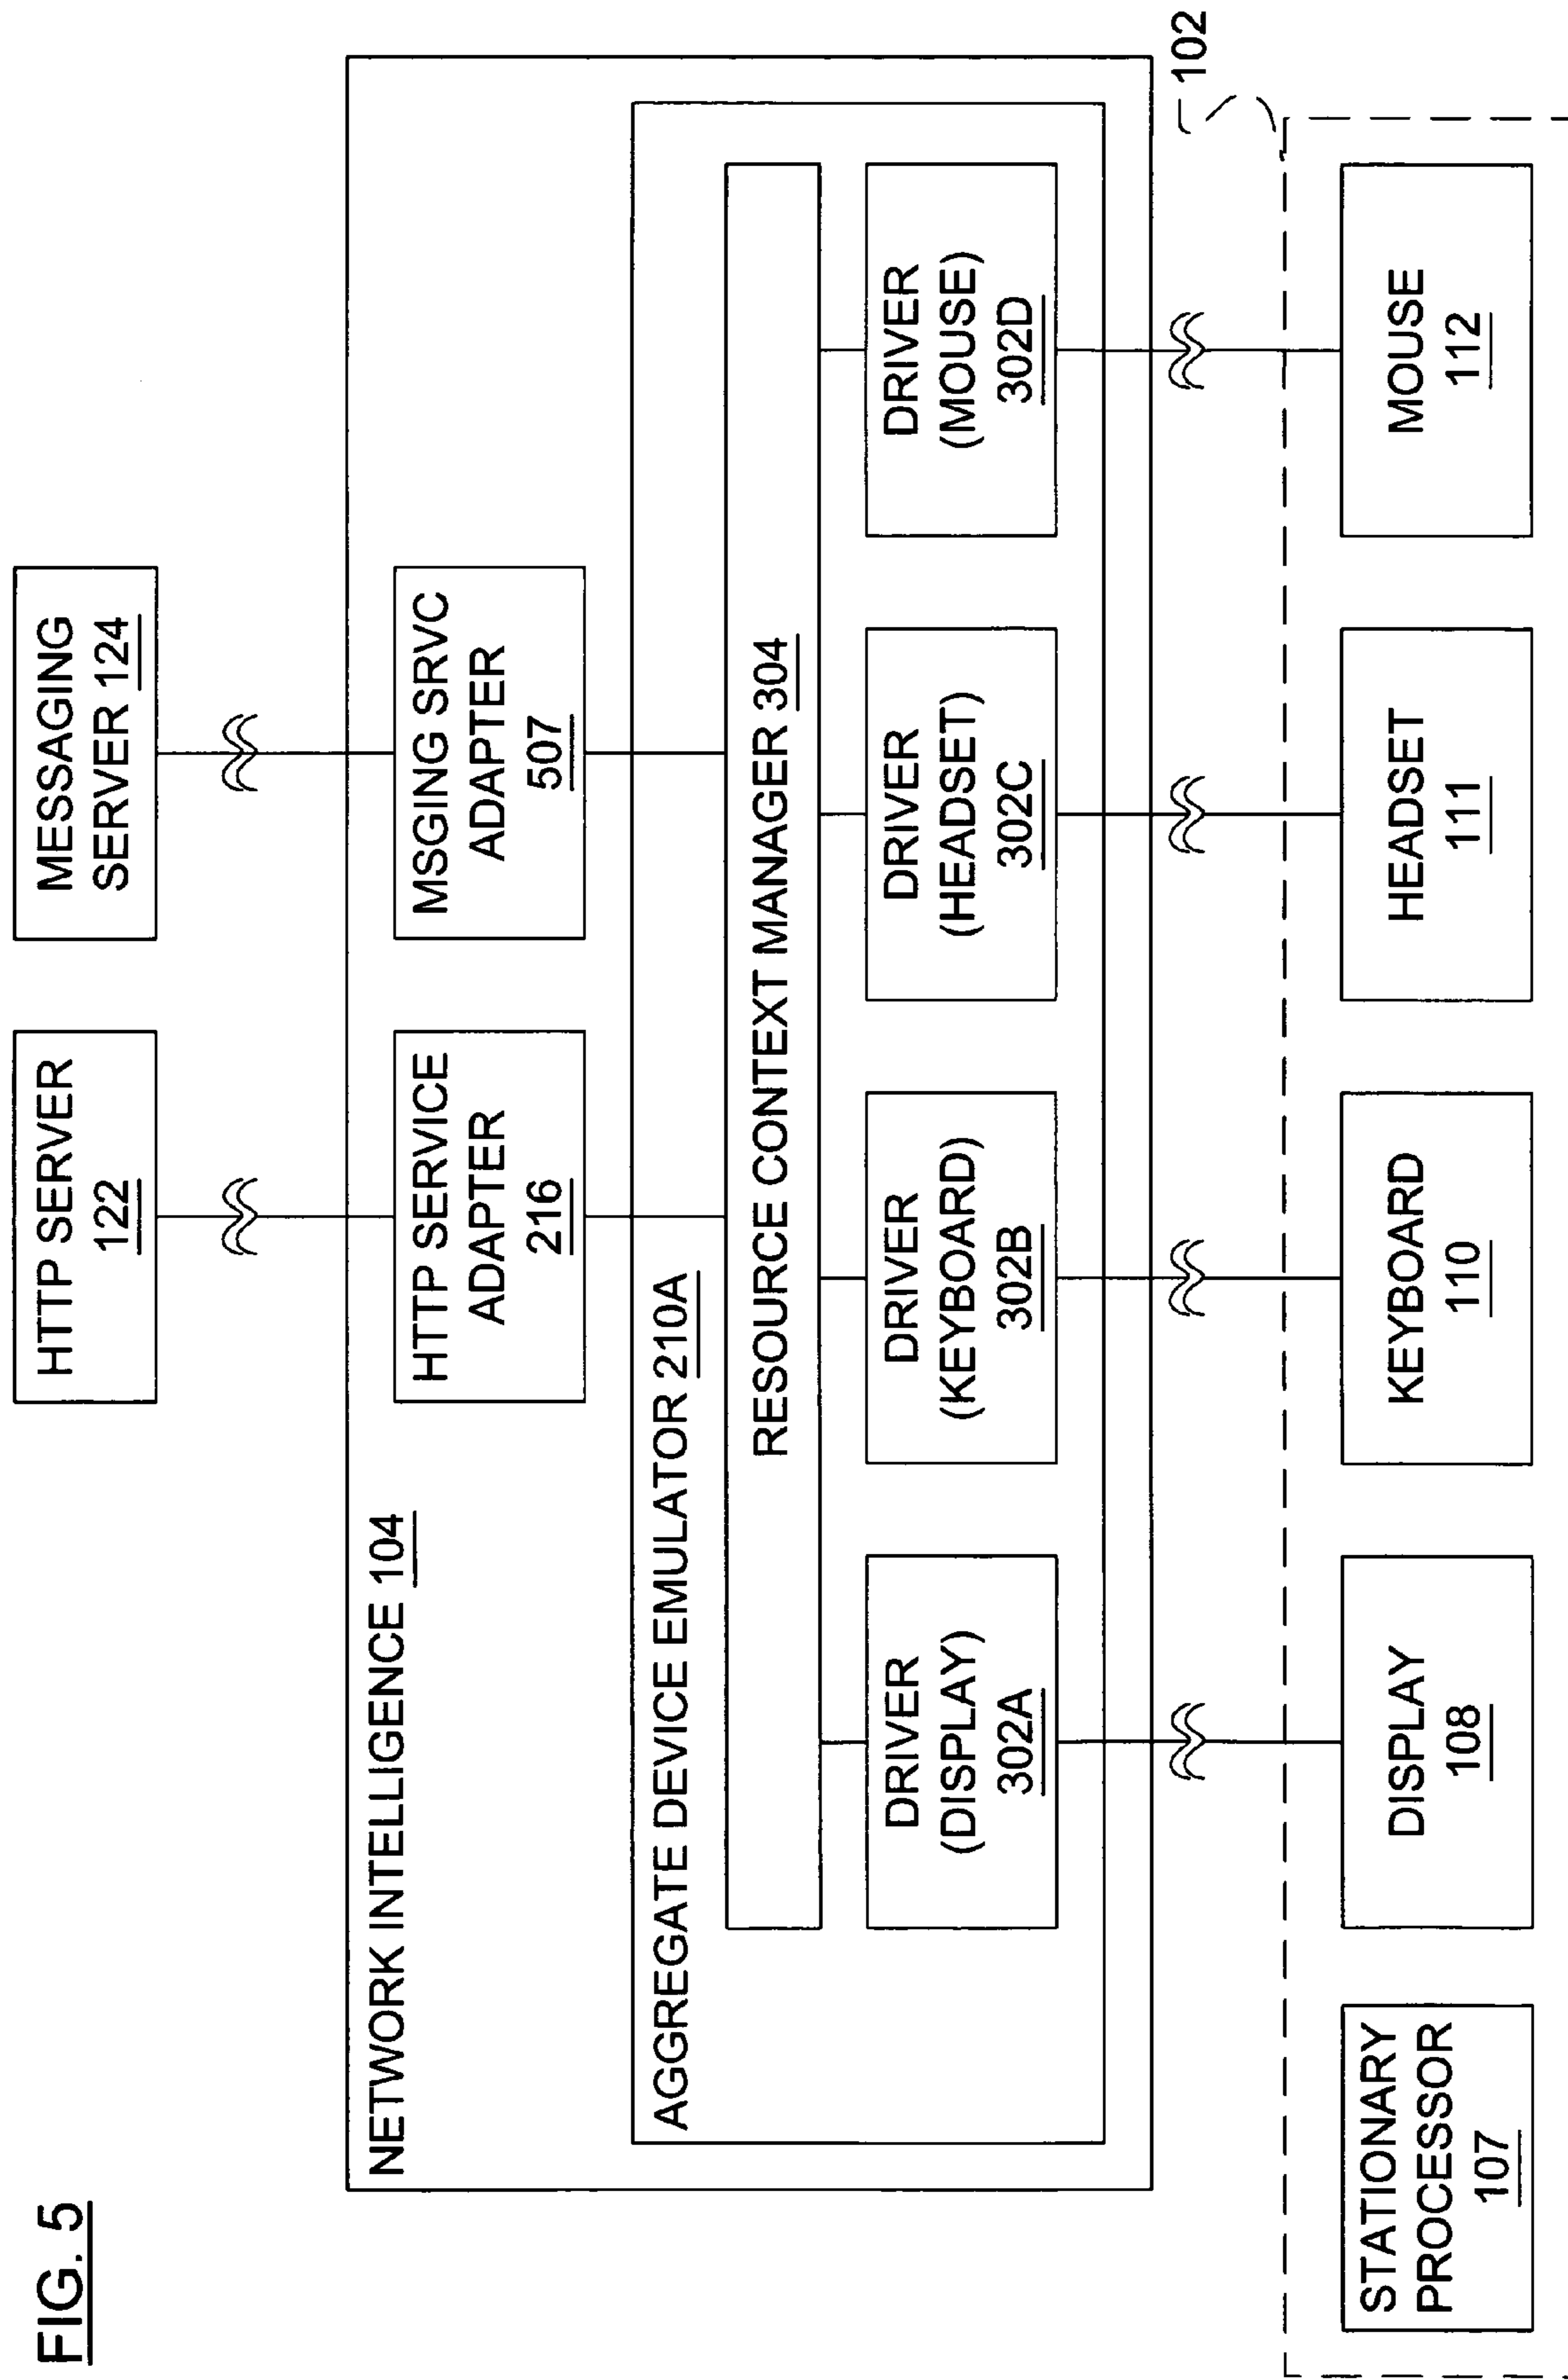 FIG. 5
HTTP SERVER
122
MESSAGING
SERVER 124
NETWORK INTELLIGENCE 104
HTTP SERVICE
ADAPTER
216
MSGING SRVC
ADAPTER
507
AGGREGATE DEVICE EMULATOR 210A
RESOURCE CONTEXT MANAGER 304
DRIVER
(DISPLAY)
302A
DRIVER
(KEYBOARD)
302B
DRIVER
(HEADSET)
302C
DRIVER
(MOUSE)
302D
102
STATIONARY
PROCESSOR
107
DISPLAY
108
KEYBOARD
110
HEADSET
111
MOUSE
112